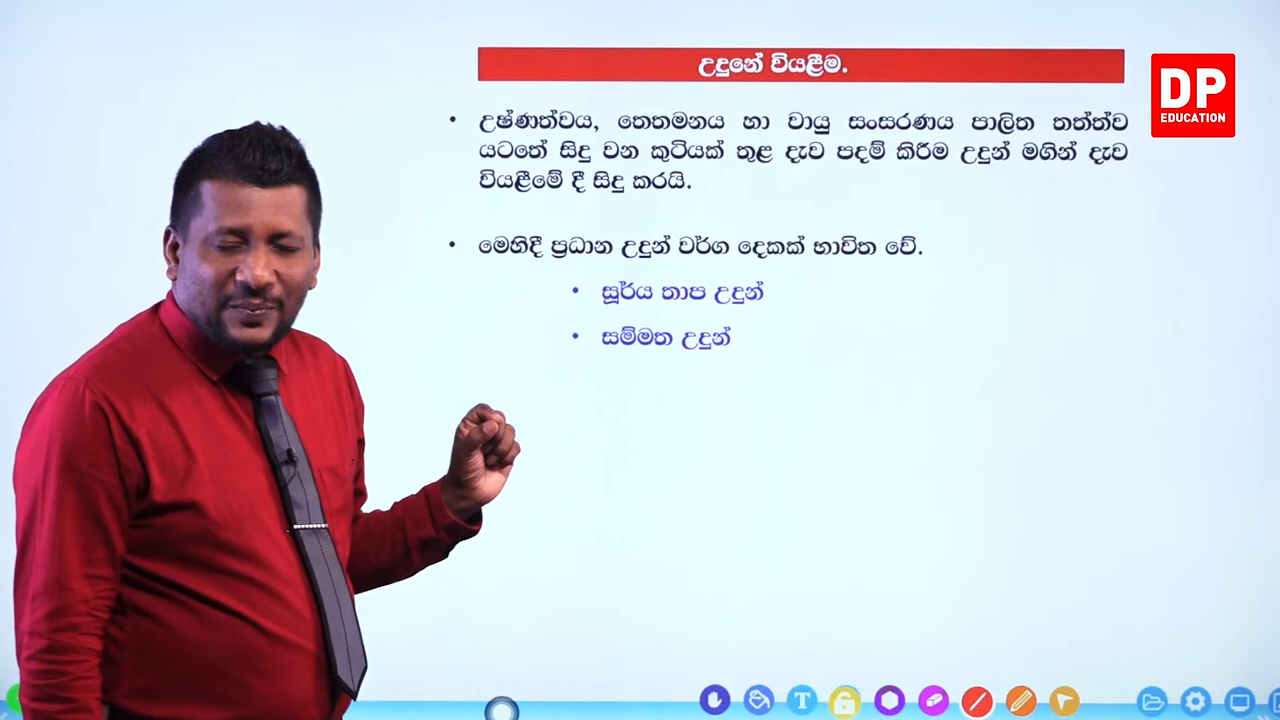 උදුනේ වියළීම.
DP
EDUCATION
• උෂ්ණත්වය, තෙතමනය හා වායු සංසරණය පාලිත තත්ත්ව
යටතේ සිදු වන කුටියක් තුළ දැව පදම් කිරීම උදුන් මගින් දැව
වියළීමේ දී සිදු කරයි.
• මෙහිදී ප්‍රධාන උදුන් වර්ග දෙකක් භාවිත වේ.
• සූර්ය තාප උදුන්
• සම්මත උදුන්